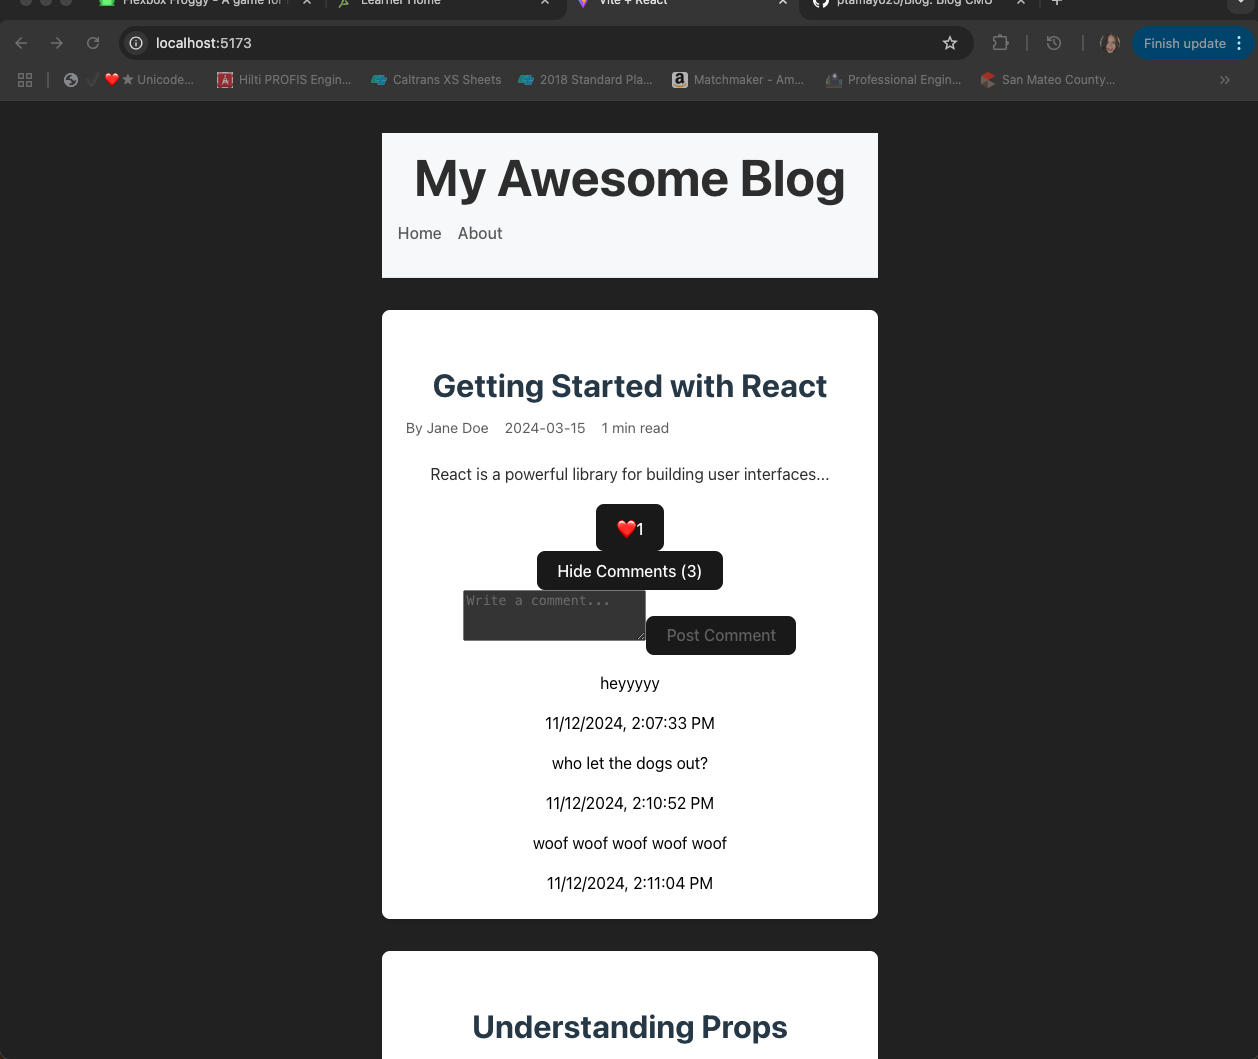 Flexbox Froggy - A game for
Learner Home
Vite + React
ptamayo25/Blog: Blog CMU
localhost:5173
Finish update
Unicode...
Hilti PROFIS Engin...
Caltrans XS Sheets
2018 Standard Pla...
Matchmaker - Am...
Professional Engin...
San Mateo County...
My Awesome Blog
Home About
Getting Started with React
By Jane Doe 2024-03-15 1 min read
React is a powerful library for building user interfaces...
❤️1
Hide Comments (3)
Write a comment...
Post Comment
heyyyyy
11/12/2024, 2:07:33 PM
who let the dogs out?
11/12/2024, 2:10:52 PM
woof woof woof woof woof
11/12/2024, 2:11:04 PM
Understanding Props